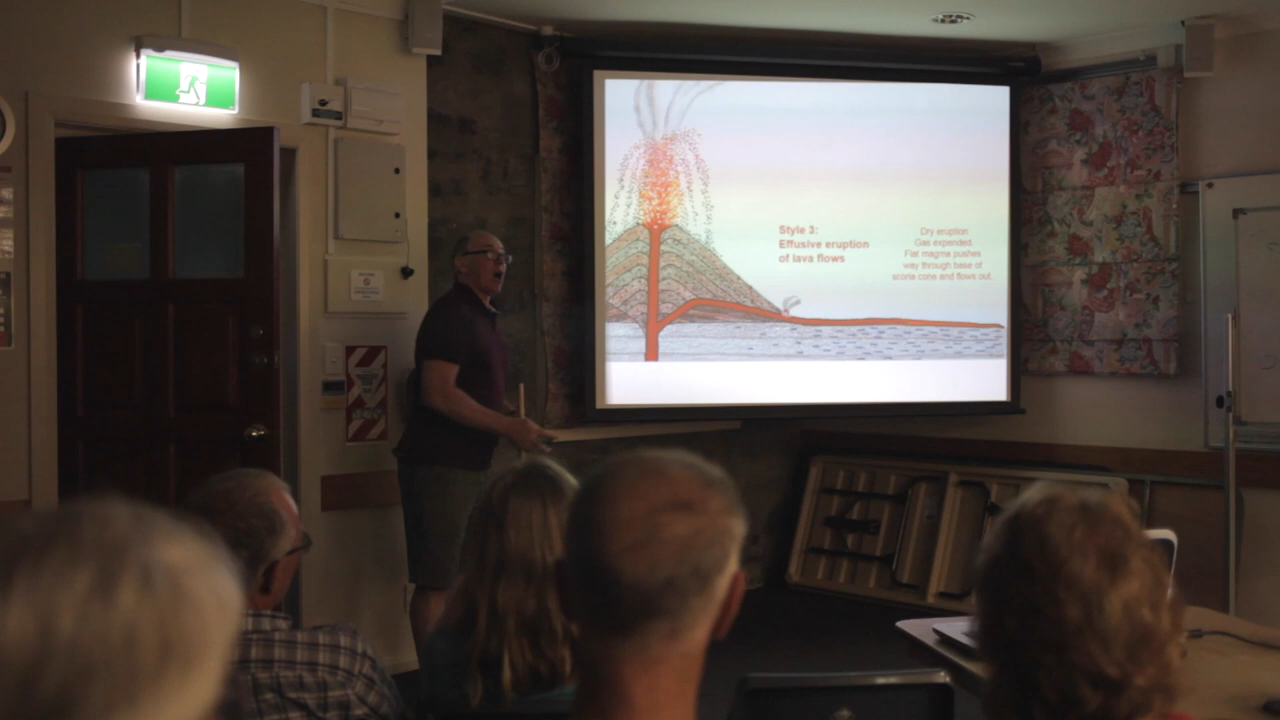 Style 3:
Effusive eruption
of lava flows
Dry eruption
Gas expended.
Flat magma pushes
way through base of
scoria cone and flows out.